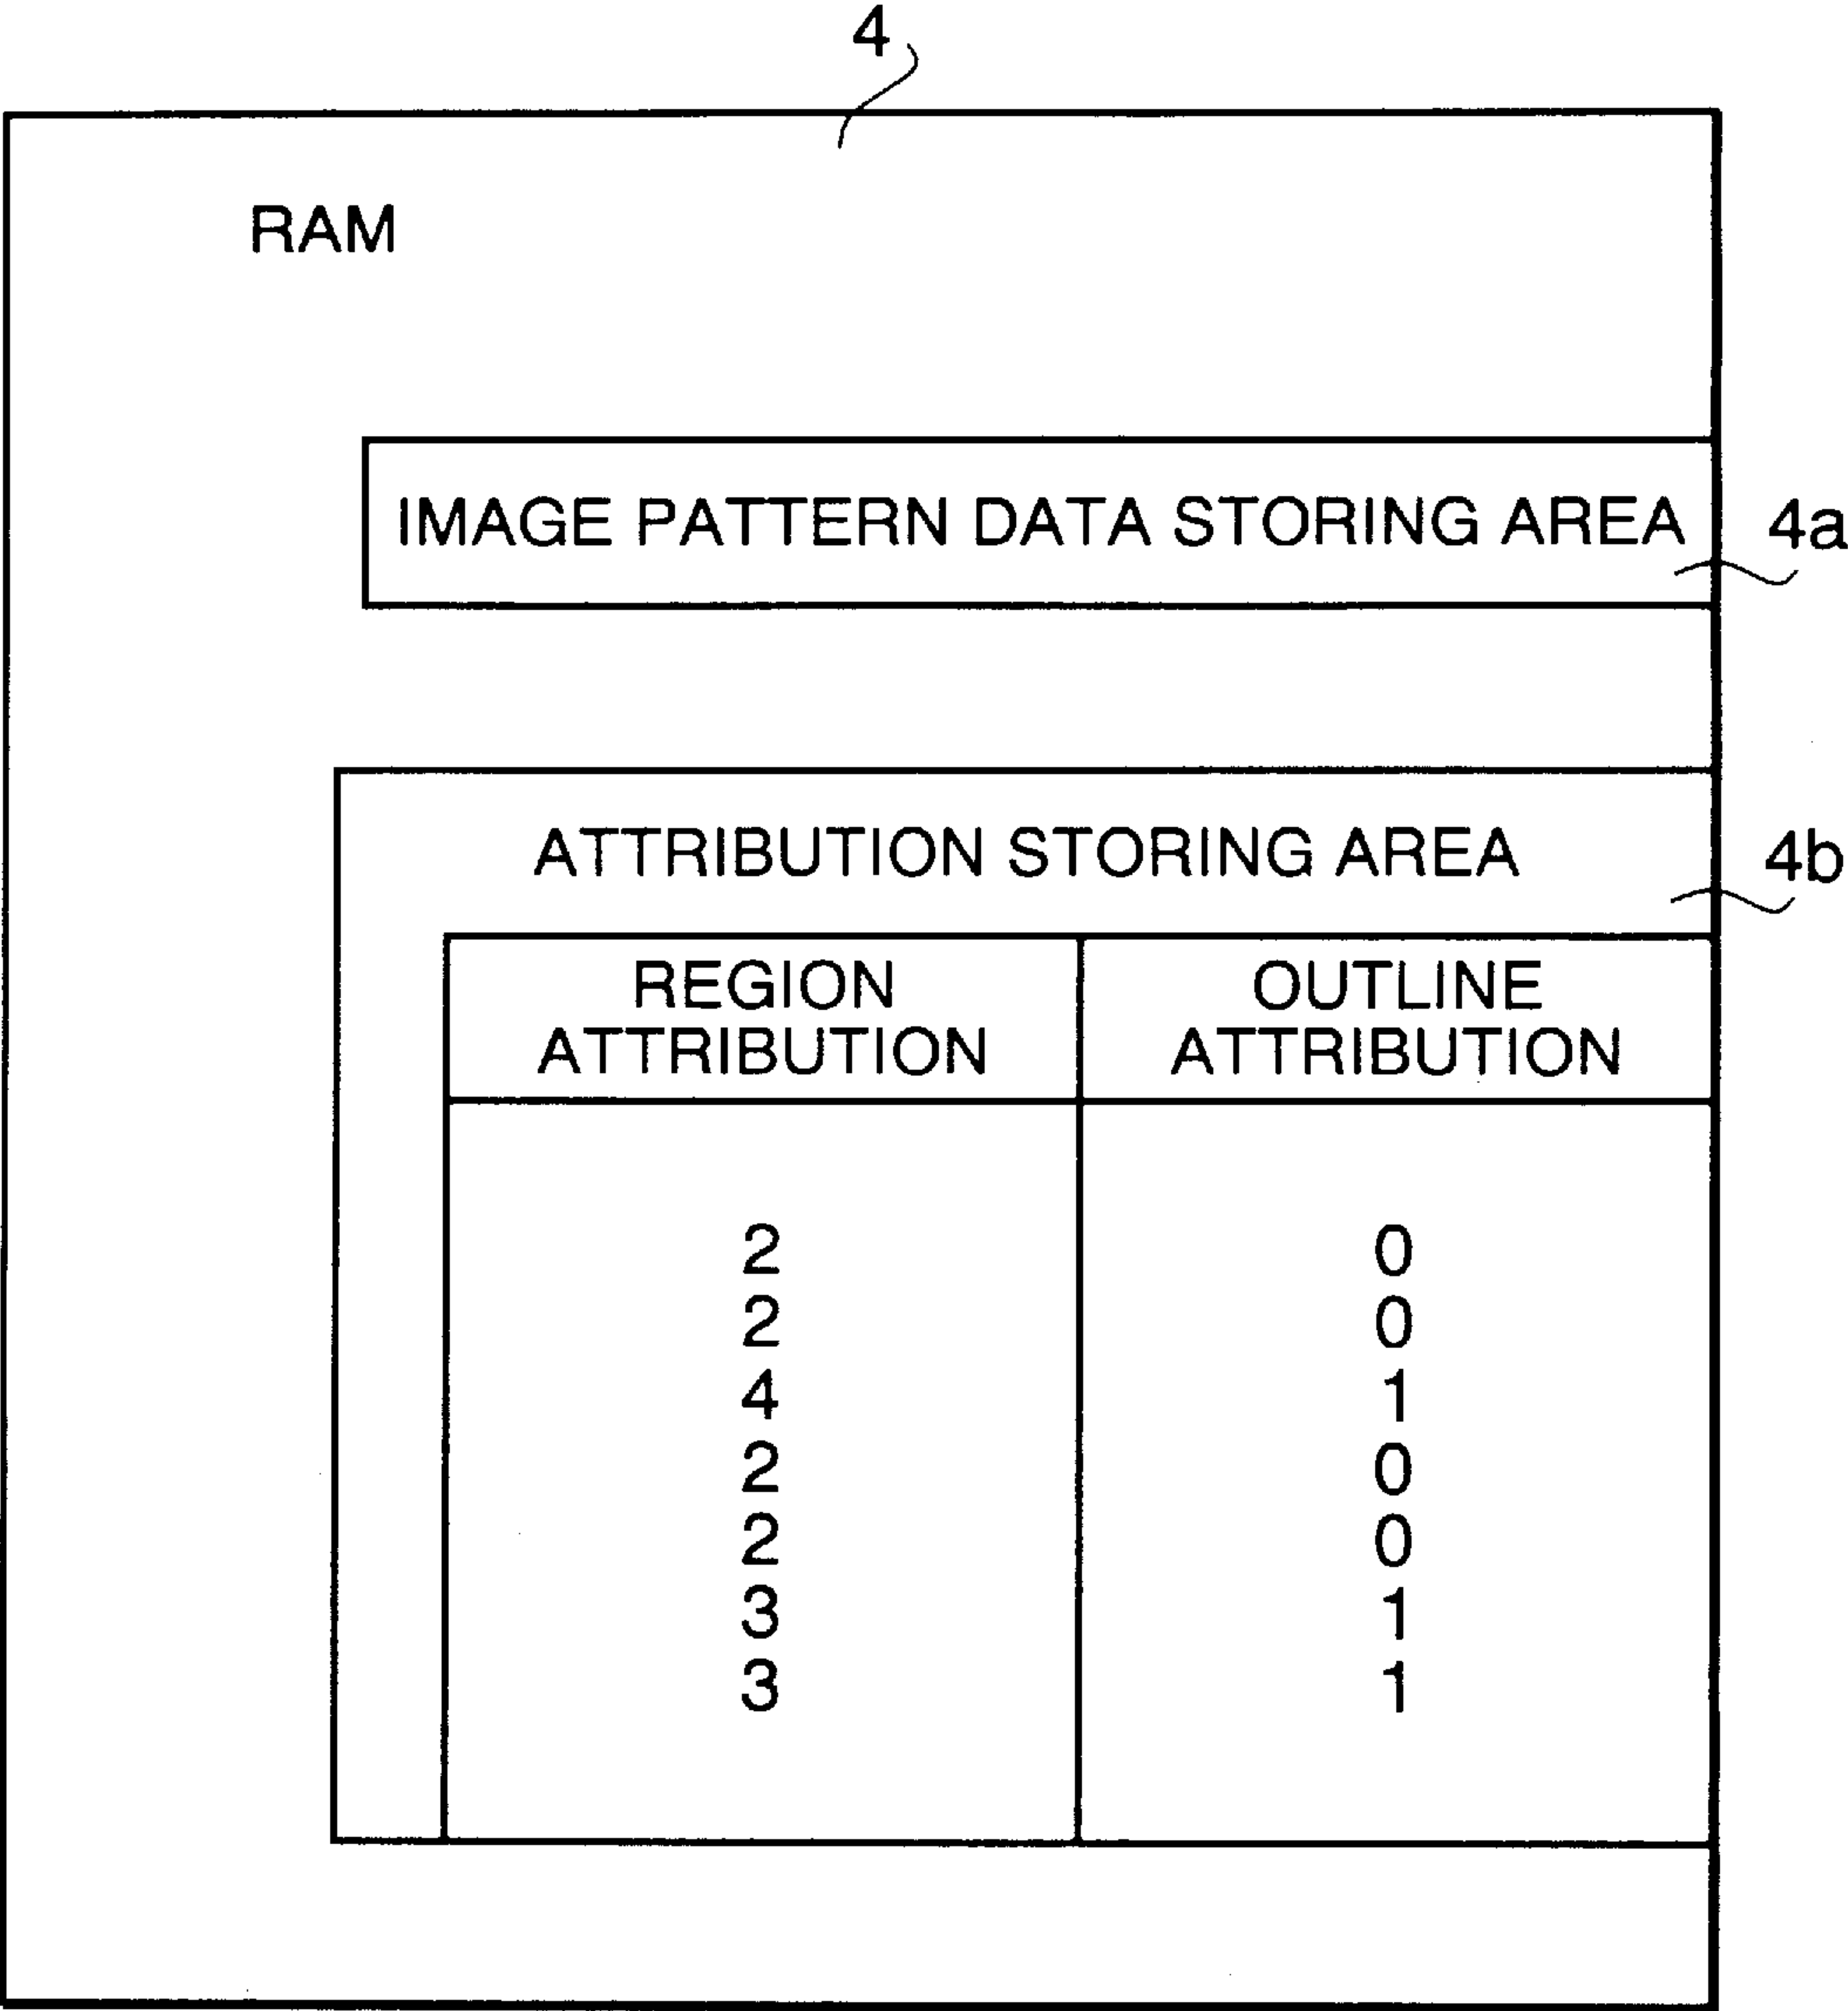 4
RAM
IMAGE PATTERN DATA STORING AREA
4a
ATTRIBUTION STORING AREA
4b
REGION ATTRIBUTION
OUTLINE ATTRIBUTION
2 0
2 0
4 1
2 0
2 0
3 1
3 1